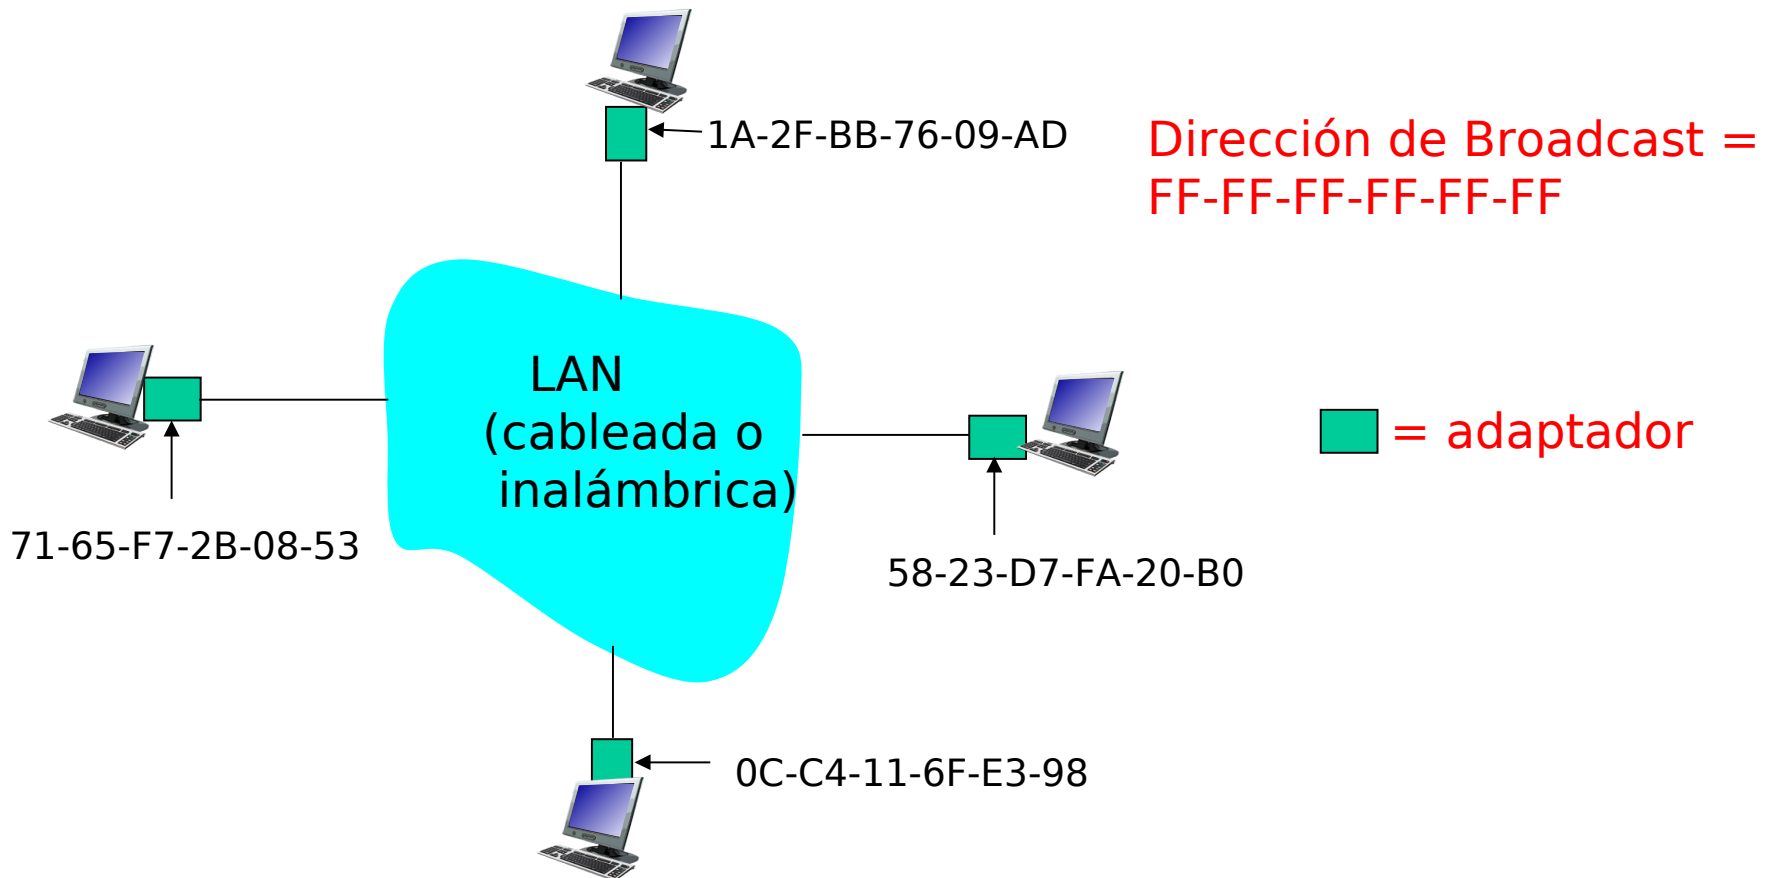 1A-2F-BB-76-09-AD
Dirección de Broadcast =
FF-FF-FF-FF-FF-FF
LAN
(cableada o
inalámbrica)
= adaptador
71-65-F7-2B-08-53
58-23-D7-FA-20-B0
0C-C4-11-6F-E3-98